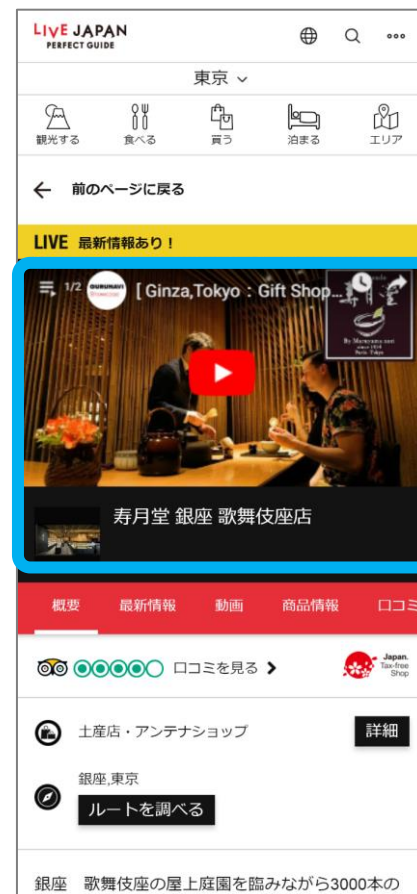 LIVE JAPAN
PERFECT GUIDE
東京
観光する 食べる 買う 泊まる エリア
前のページに戻る
LIVE 最新情報あり!
1/2 GURUNAVI [ Ginza,Tokyo : Gift Shop...
By Maruyama nori
Paris Tokyo
寿月堂 銀座 歌舞伎座店
概要 最新情報 動画 商品情報 口コミ
口コミを見る
Japan.
Tax-free
Shop
土産店・アンテナショップ 詳細
銀座,東京
ルートを調べる
銀座 歌舞伎座の屋上庭園を臨みながら3000本の